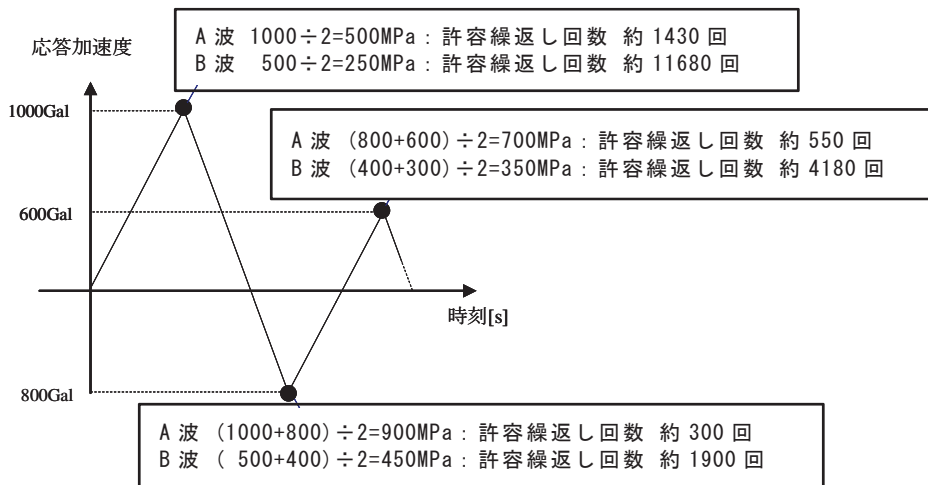 A 波 1000÷2=500MPa：許容繰返し回数 約 1430 回
B 波 500÷2=250MPa：許容繰返し回数 約 11680 回
応答加速度
1000Gal
A 波 (800+600)÷2=700MPa：許容繰返し回数 約 550 回
B 波 (400+300)÷2=350MPa：許容繰返し回数 約 4180 回
600Gal
時刻[s]
800Gal
A 波 (1000+800)÷2=900MPa：許容繰返し回数 約 300 回
B 波 ( 500+400)÷2=450MPa：許容繰返し回数 約 1900 回